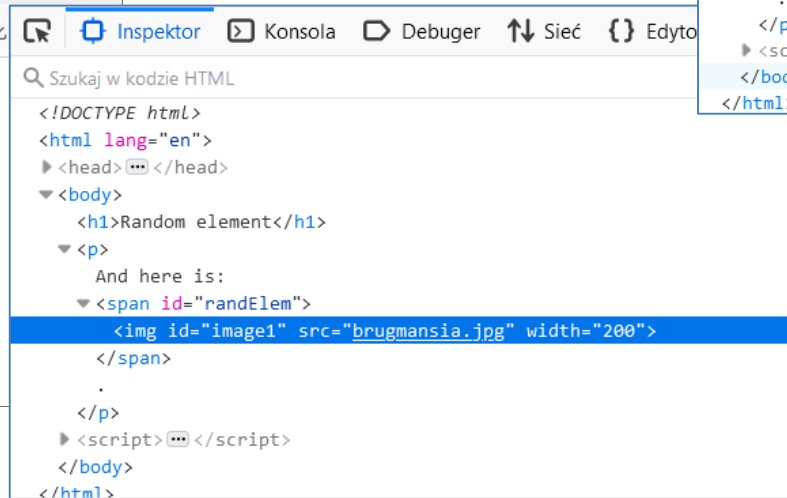 Inspektor Konsola Debuger Sieć Edyto
Szukaj w kodzie HTML
<!DOCTYPE html>
<html lang="en">
<head> ••• </head>
<body>
<h1>Random element</h1>
<p>
And here is:
<span id="randElem">
<img id="image1" src="brugmansia.jpg" width="200">
</span>
.
</p>
<script> ••• </script>
</body>
</html>
</p
<sc
</bod
</html